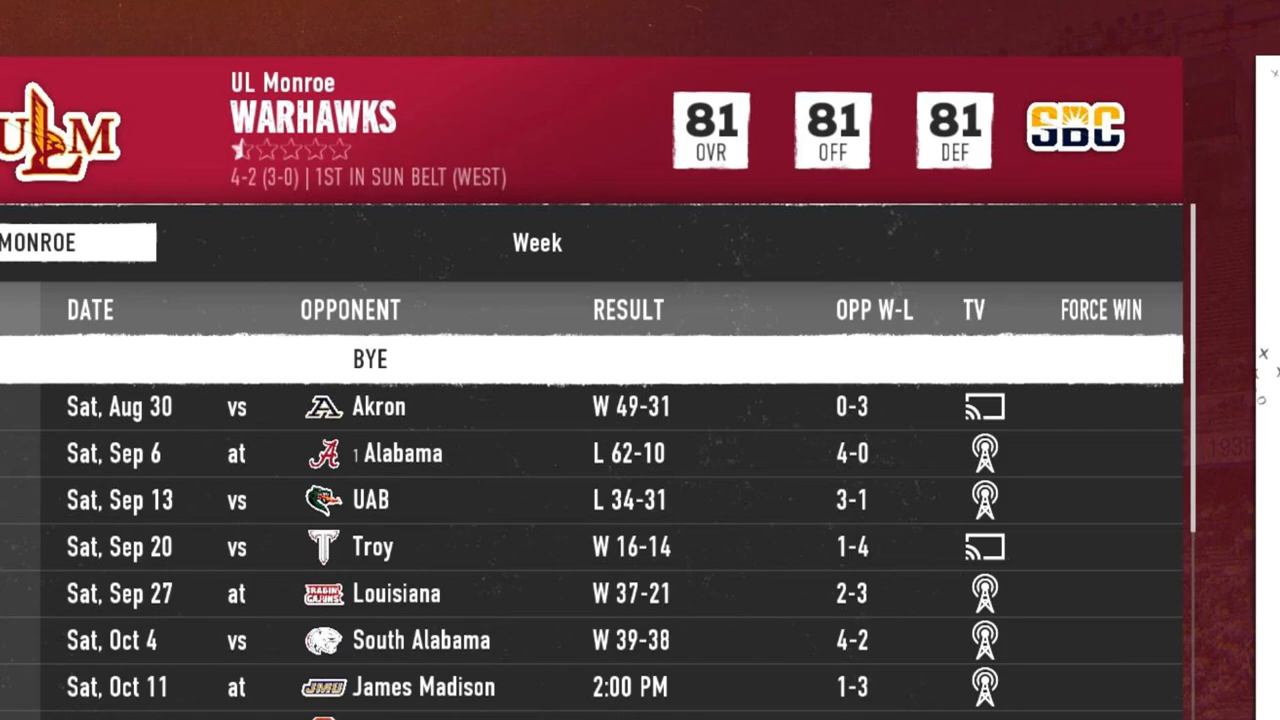 ULM
UL Monroe
WARHAWKS
4-2 (3-0) | 1ST IN SUN BELT (WEST)
81 OVR
81 OFF
81 DEF
SBC
MONROE
Week
DATE OPPONENT RESULT OPP W-L TV FORCE WIN
BYE
Sat, Aug 30 vs Akron W 49-31 0-3
Sat, Sep 6 at 1 Alabama L 62-10 4-0
Sat, Sep 13 vs UAB L 34-31 3-1
Sat, Sep 20 vs Troy W 16-14 1-4
Sat, Sep 27 at RAGIN CAJUNS Louisiana W 37-21 2-3
Sat, Oct 4 vs South Alabama W 39-38 4-2
Sat, Oct 11 at JMU James Madison 2:00 PM 1-3